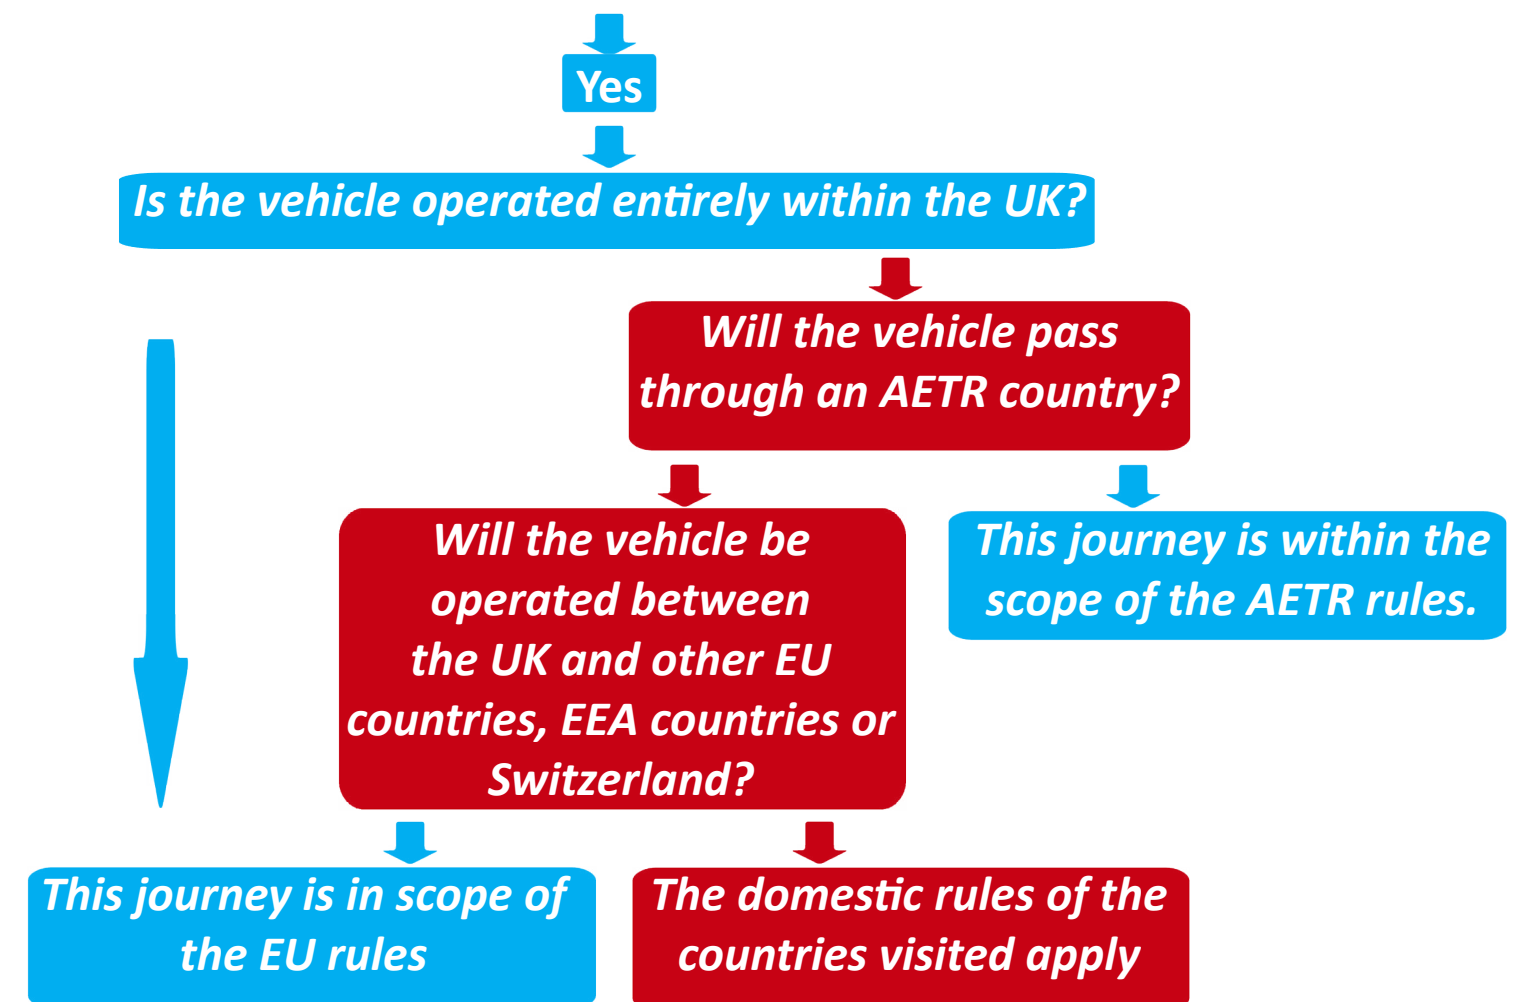 Yes
Is the vehicle operated entirely within the UK?
Will the vehicle pass
through an AETR country?
Will the vehicle be
operated between
the UK and other EU
countries, EEA countries or
Switzerland?
This journey is within the
scope of the AETR rules.
This journey is in scope of
the EU rules
The domestic rules of the
countries visited apply